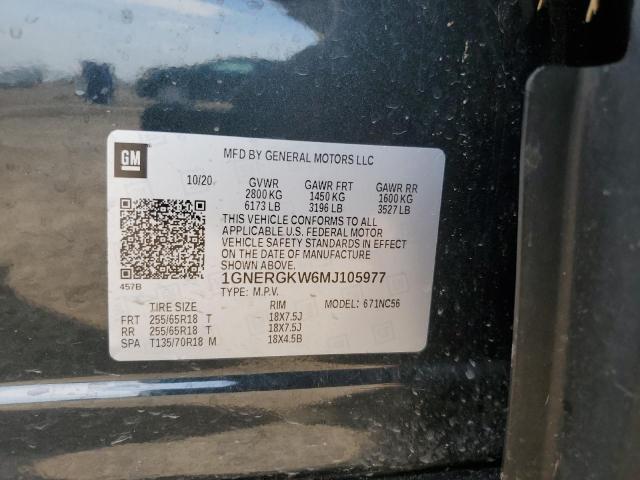 GM
MFD BY GENERAL MOTORS LLC
10/20 GVWR GAWR FRT GAWR RR
2800 KG 1450 KG 1600 KG
6173 LB 3196 LB 3527 LB
THIS VEHICLE CONFORMS TO ALL
APPLICABLE U.S. FEDERAL MOTOR
VEHICLE SAFETY STANDARDS IN EFFECT
ON THE DATE OF MANUFACTURE
SHOWN ABOVE.
1GNERGKW6MJ105977
457B
TYPE: M.P.V.
TIRE SIZE RIM MODEL: 671NC56
FRT 255/65R18 T 18X7.5J
RR 255/65R18 T 18X7.5J
SPA T135/70R18 M 18X4.5B